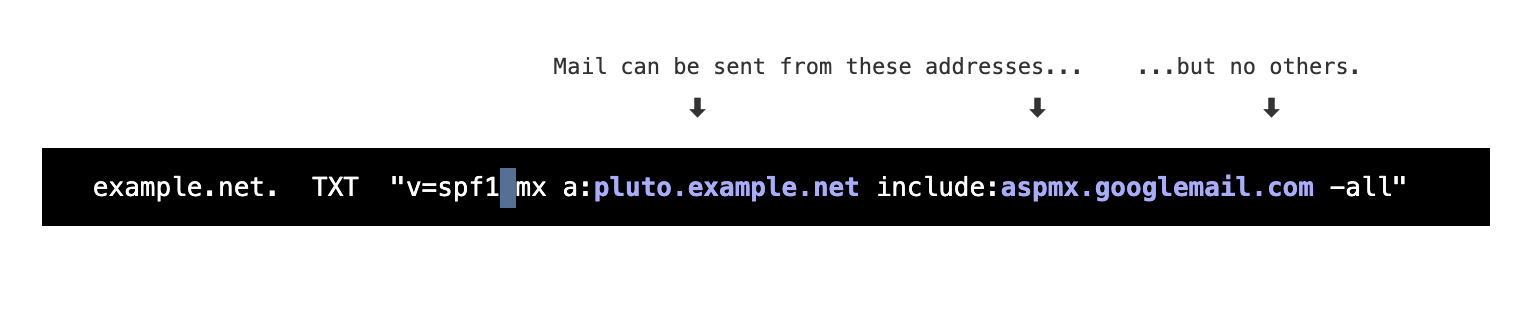 Mail can be sent from these addresses... ...but no others.
example.net. TXT "v=spf1 mx a:pluto.example.net include:aspmx.googlemail.com -all"